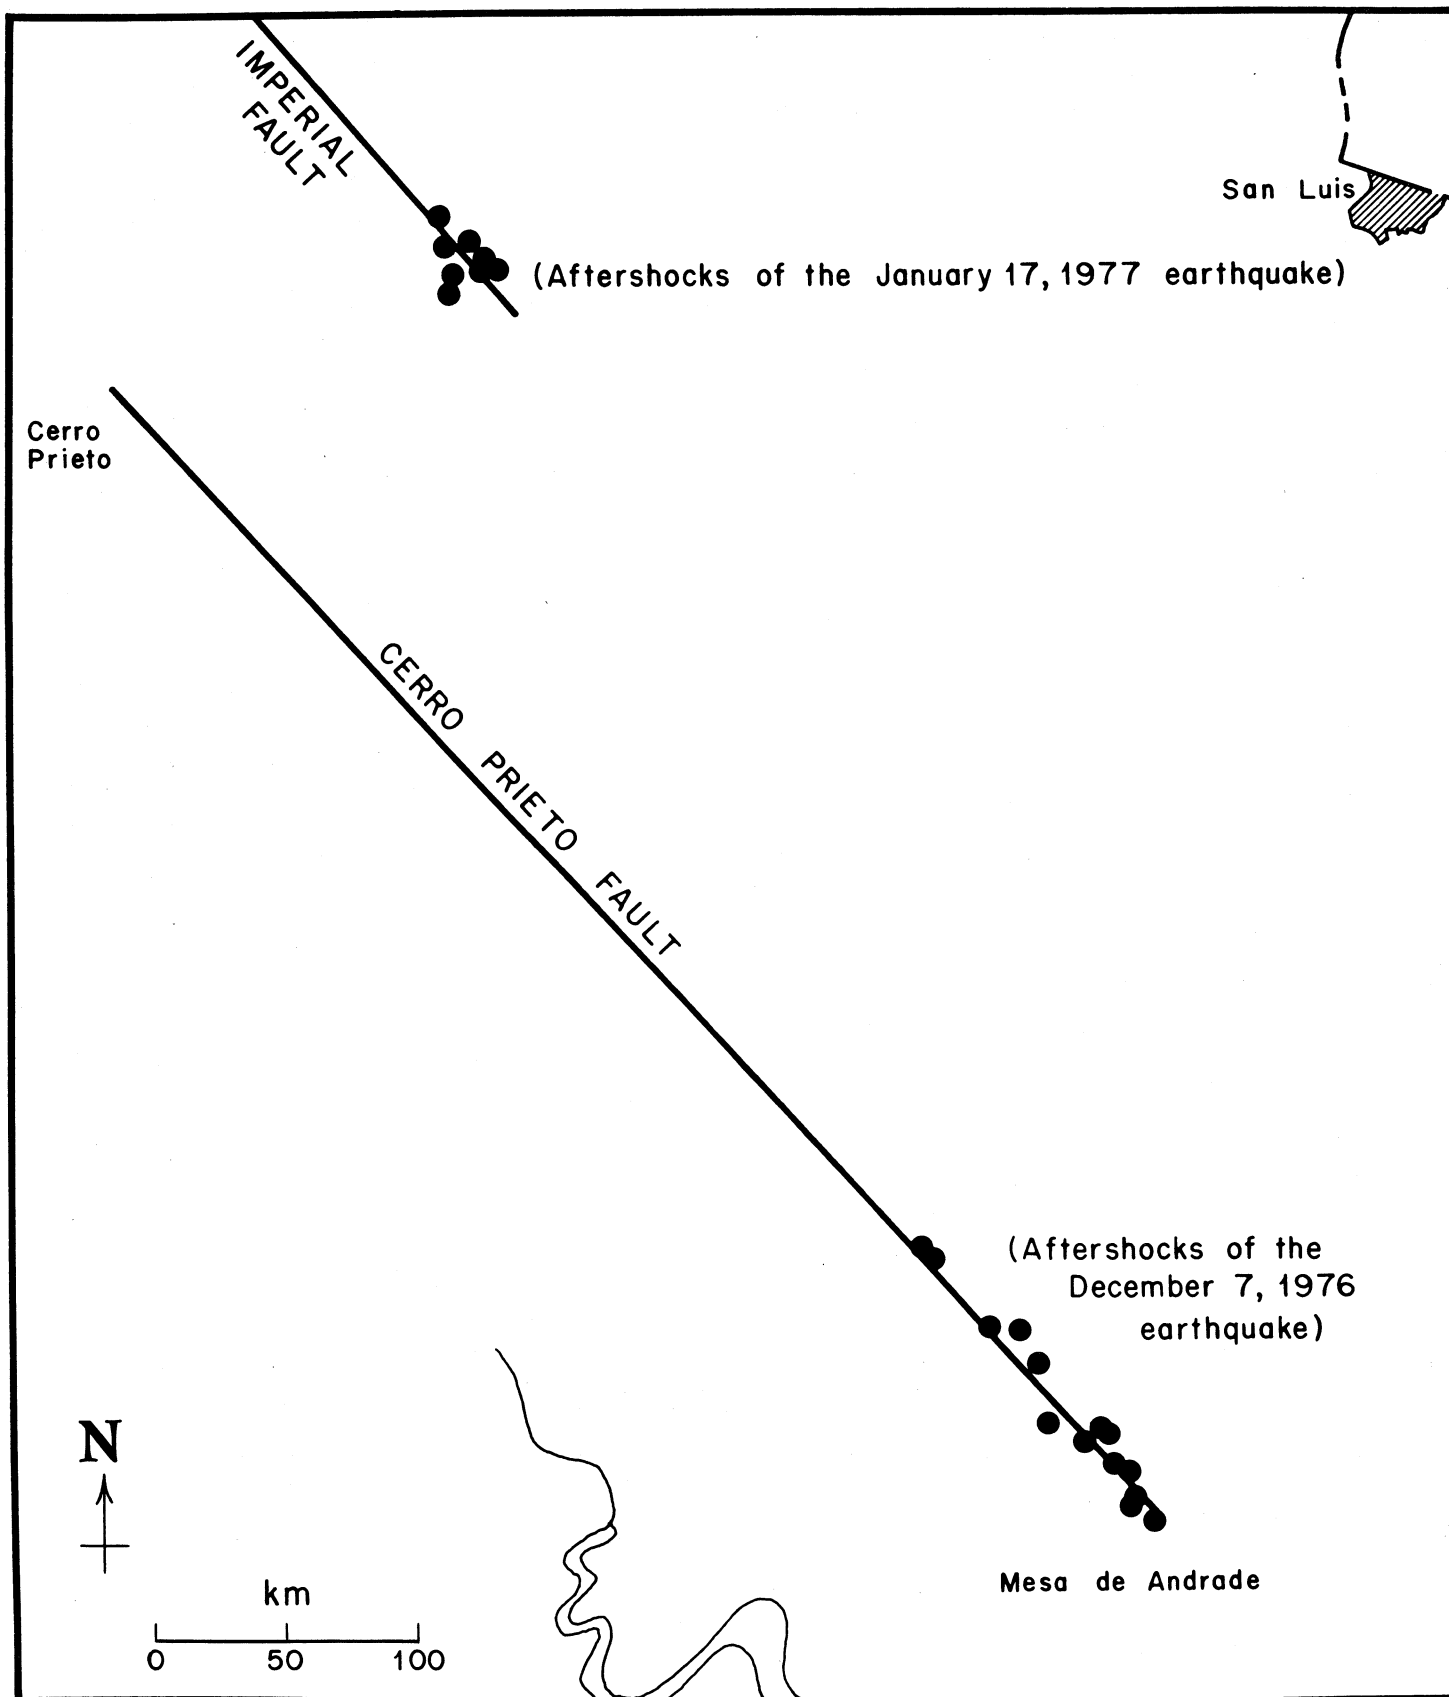 IMPERIAL
FAULT
San Luis
(Aftershocks of the January 17, 1977 earthquake)
Cerro
Prieto
CERRO PRIETO FAULT
(Aftershocks of the
December 7, 1976
earthquake)
N
Mesa de Andrade
km
0 50 100